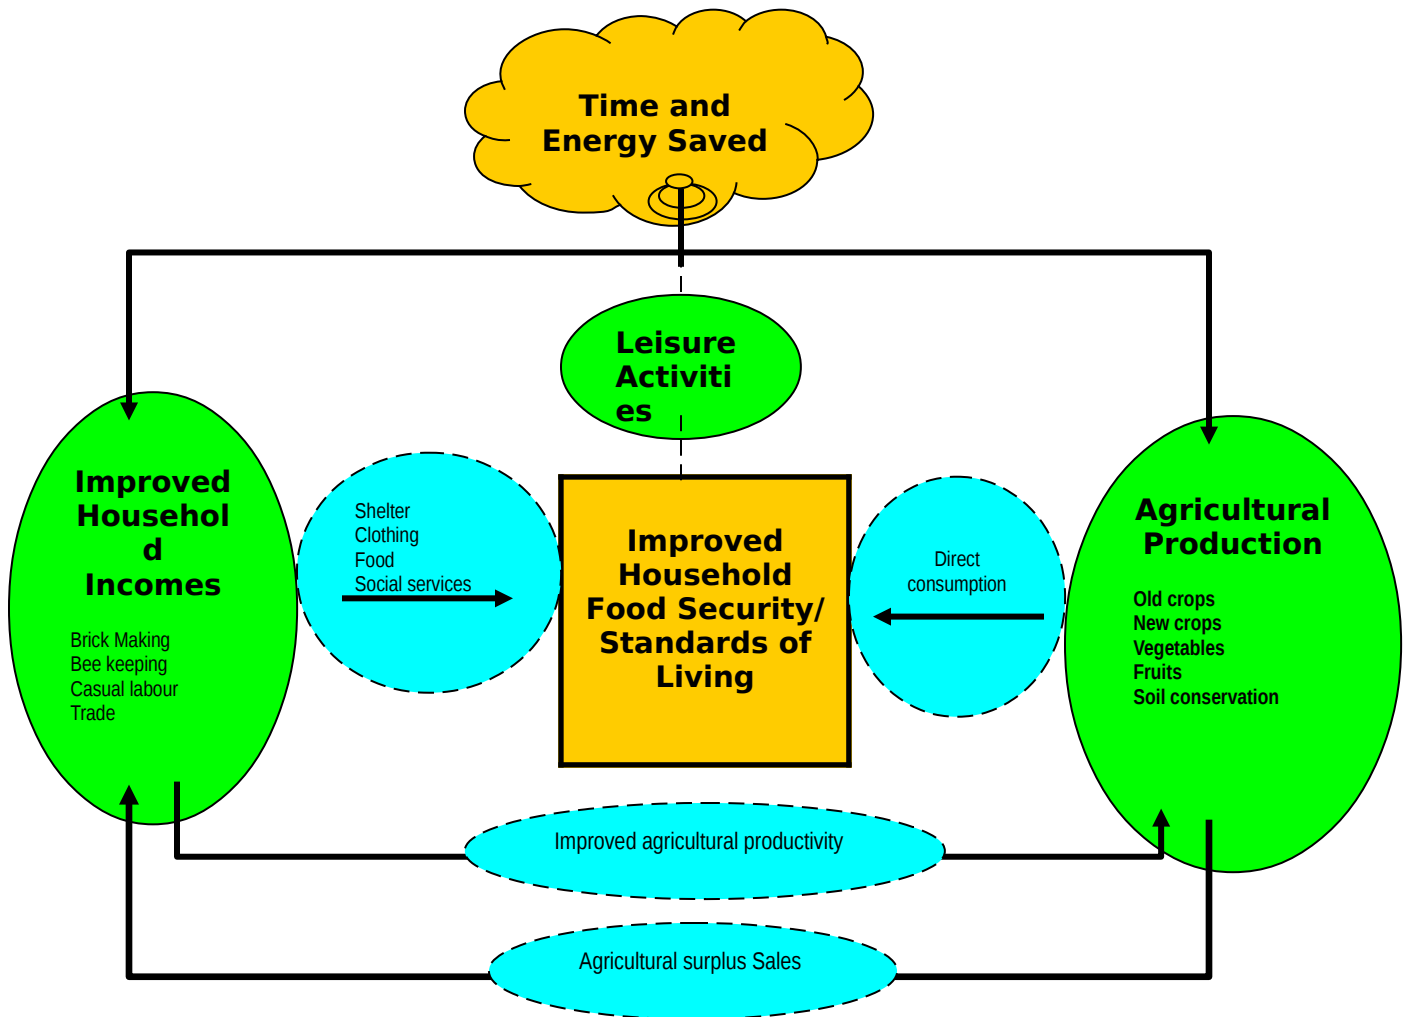 Time and
Energy Saved
Leisure
Activiti
es
Improved
Househol
d
Incomes
Brick Making
Bee keeping
Casual labour
Trade
Shelter
Clothing
Food
Social services
Improved
Household
Food Security/
Standards of
Living
Direct
consumption
Agricultural
Production
Old crops
New crops
Vegetables
Fruits
Soil conservation
Improved agricultural productivity
Agricultural surplus Sales